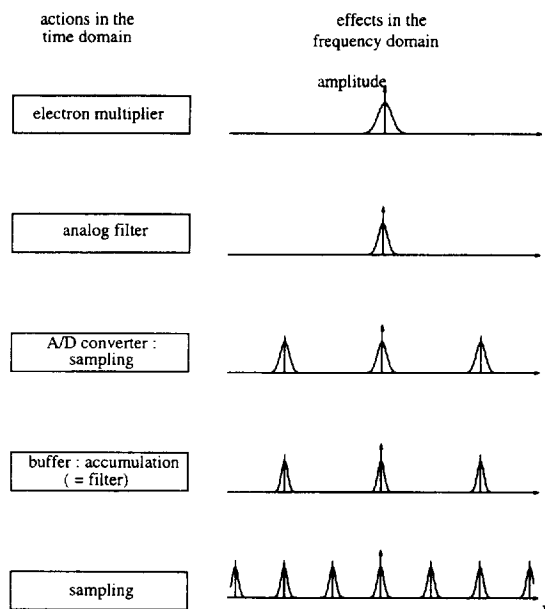 actions in the
time domain
effects in the
frequency domain
amplitude
electron multiplier
analog filter
A/D converter :
sampling
buffer : accumulation
( = filter)
sampling